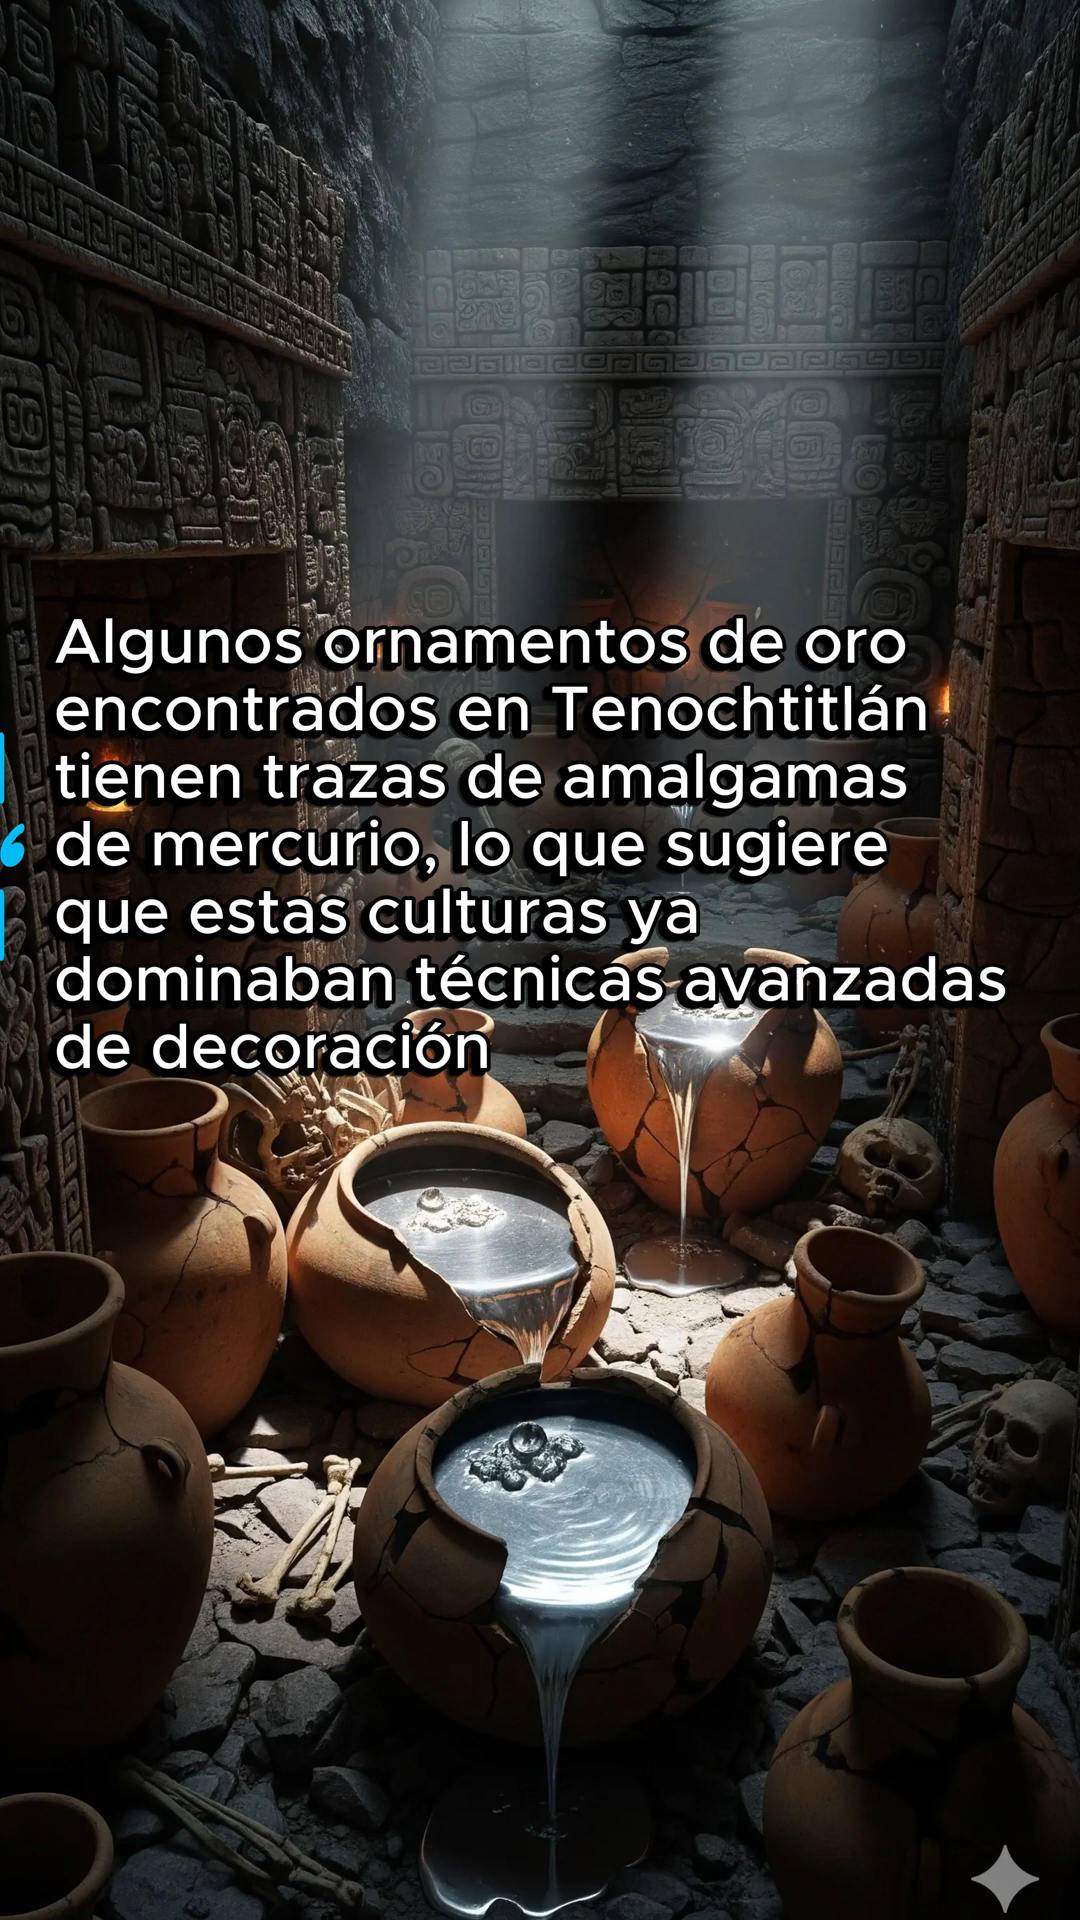 Algunos ornamentos de oro
encontrados en Tenochtitlán
tienen trazas de amalgamas
de mercurio, lo que sugiere
que estas culturas ya
dominaban técnicas avanzadas
de decoración